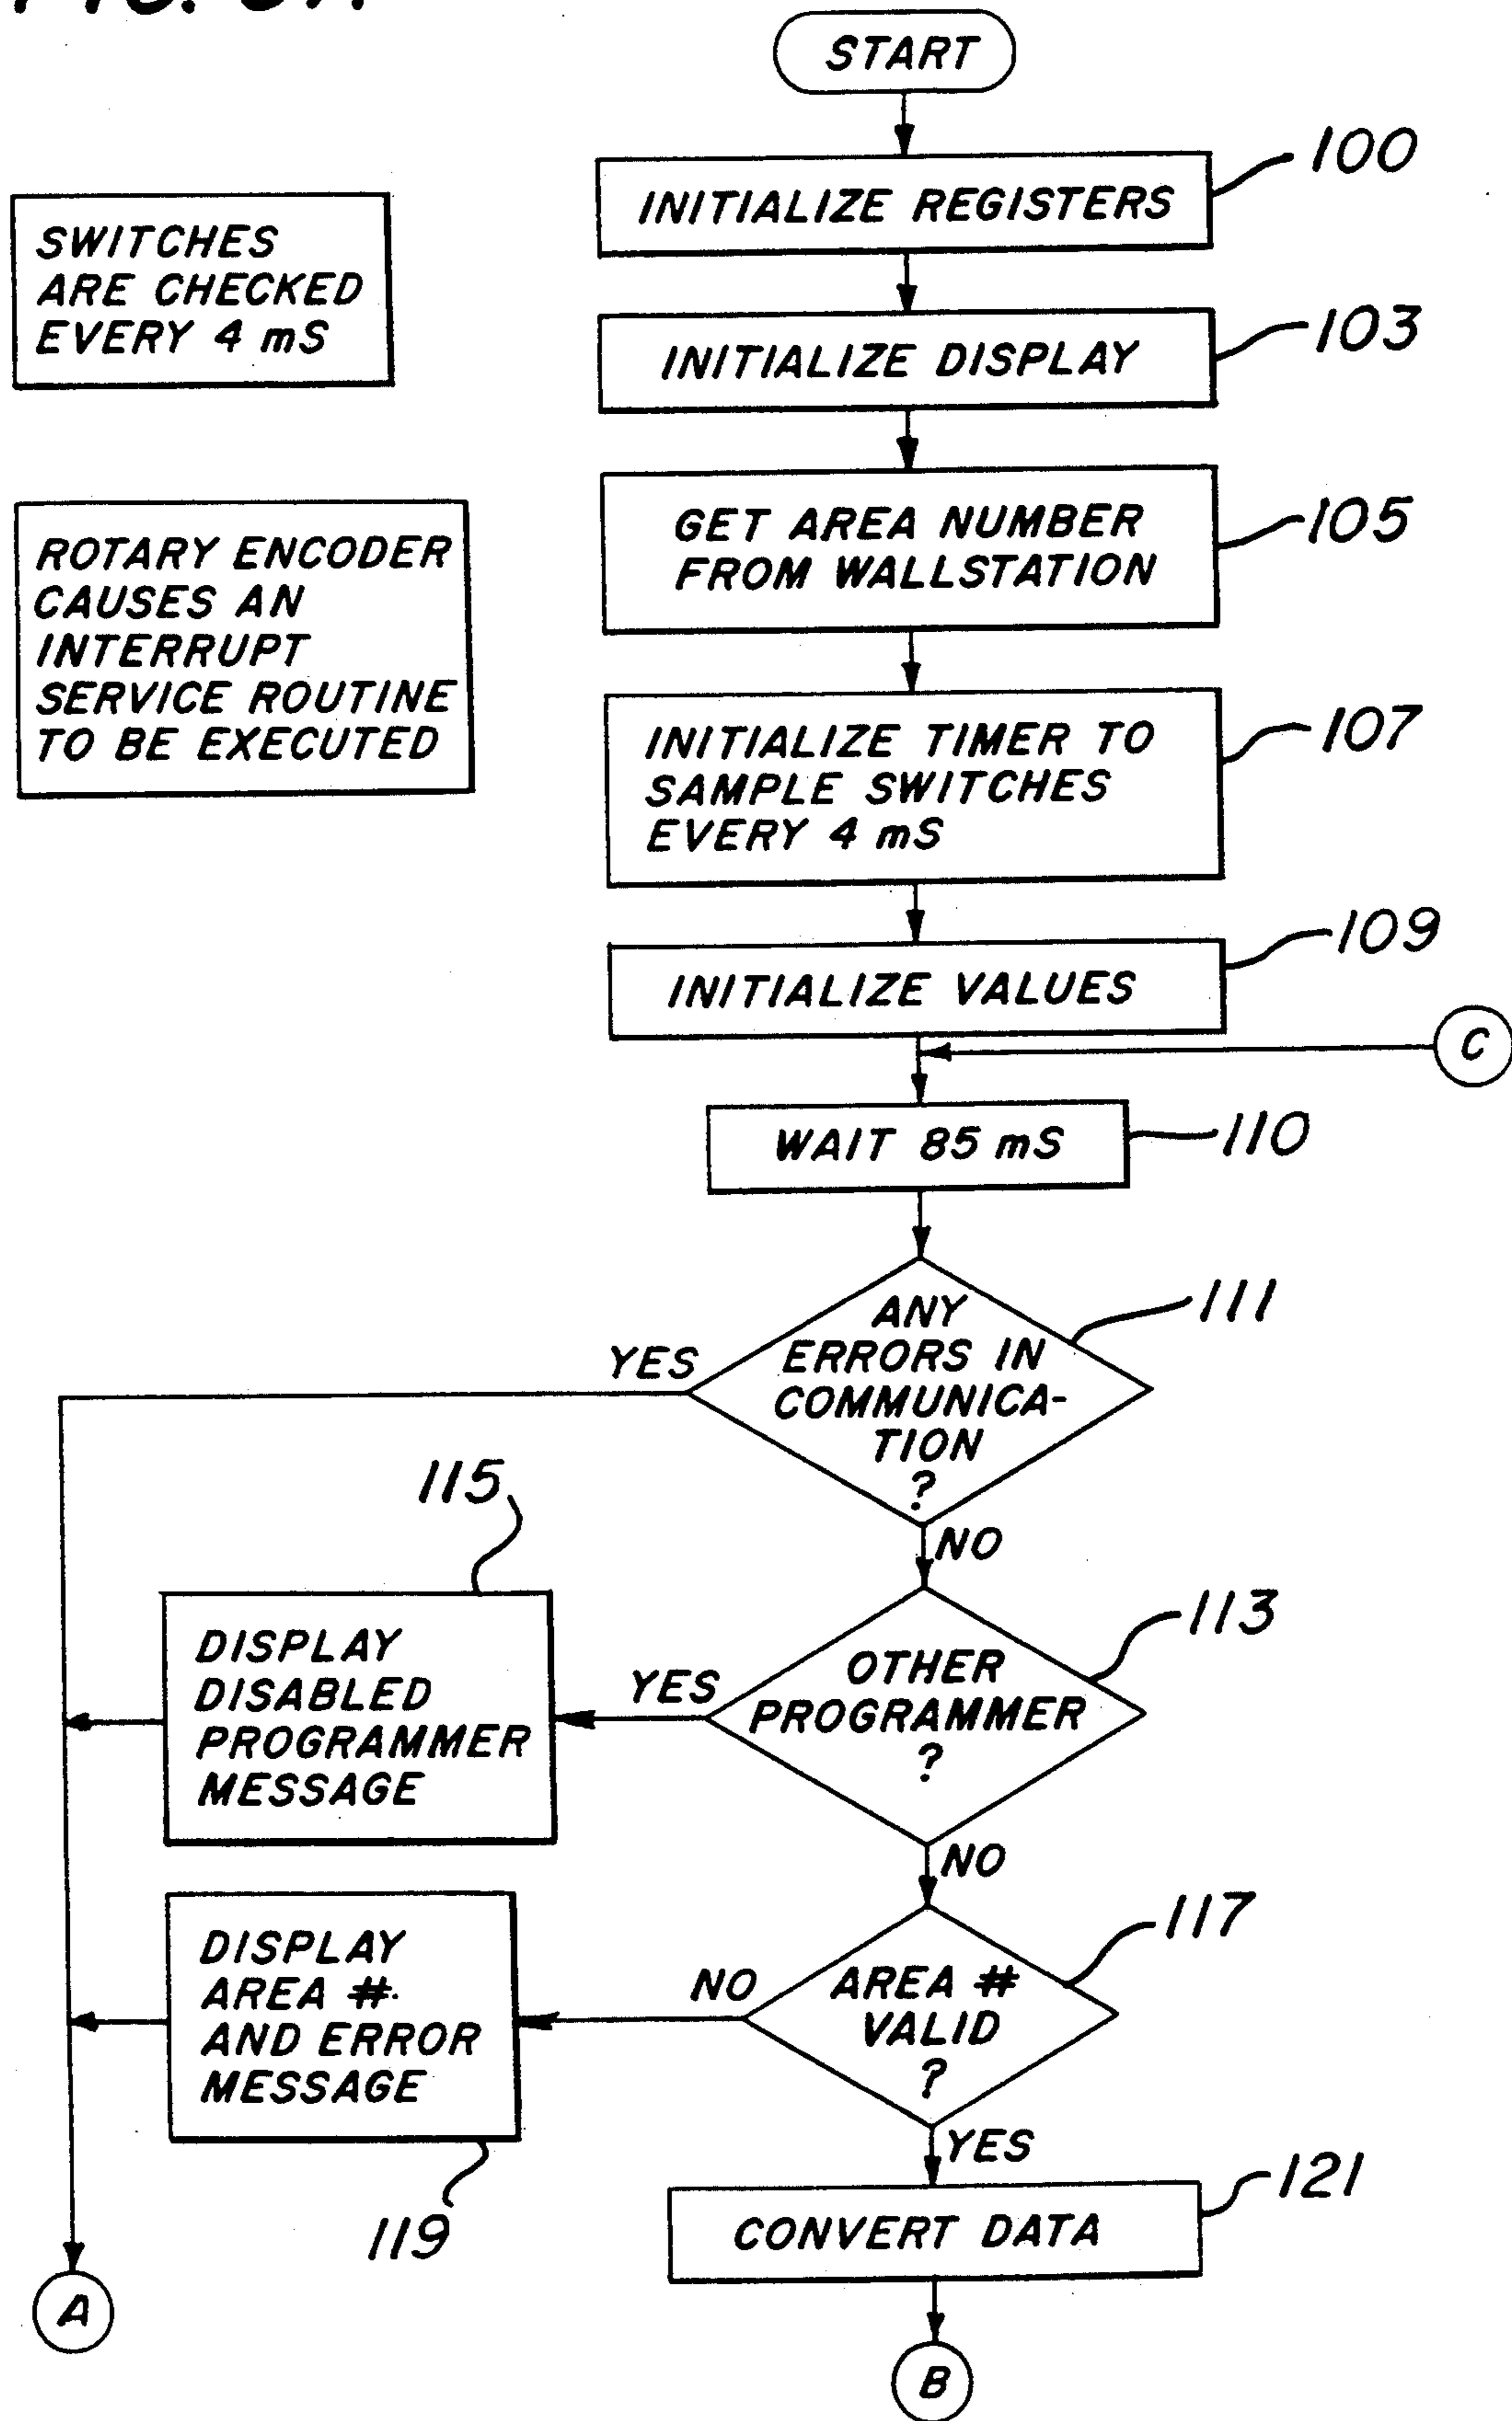 START
100
INITIALIZE REGISTERS
SWITCHES
ARE CHECKED
EVERY 4 mS
103
INITIALIZE DISPLAY
ROTARY ENCODER
CAUSES AN
INTERRUPT
SERVICE ROUTINE
TO BE EXECUTED
105
GET AREA NUMBER
FROM WALLSTATION
107
INITIALIZE TIMER TO
SAMPLE SWITCHES
EVERY 4 mS
109
INITIALIZE VALUES
C
WAIT 85 mS
110
111
ANY
ERRORS IN
COMMUNICA-
TION
?
YES
NO
115
DISPLAY
DISABLED
PROGRAMMER
MESSAGE
YES
113
OTHER
PROGRAMMER
?
NO
117
DISPLAY
AREA #
AND ERROR
MESSAGE
NO
AREA #
VALID
?
119
YES
121
CONVERT DATA
A
B